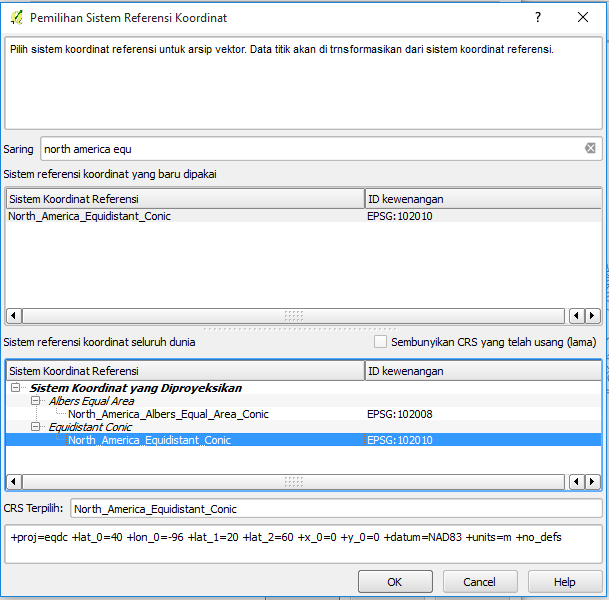 Pemilihan Sistem Referensi Koordinat
?
Pilih sistem koordinat referensi untuk arsip vektor. Data titik akan di trnsformasikan dari sistem koordinat referensi.
Saring north america equ
Sistem referensi koordinat yang baru dipakai
Sistem Koordinat Referensi ID kewenangan
North_America_Equidistant_Conic EPSG:102010
Sistem referensi koordinat seluruh dunia Sembunyikan CRS yang telah usang (lama)
Sistem Koordinat Referensi ID kewenangan
Sistem Koordinat yang Diproyeksikan
Albers Equal Area
North_America_Albers_Equal_Area_Conic EPSG:102008
Equidistant Conic
North_America_Equidistant_Conic EPSG:102010
CRS Terpilih: North_America_Equidistant_Conic
+proj=eqdc +lat_0=40 +lon_0=-96 +lat_1=20 +lat_2=60 +x_0=0 +y_0=0 +datum=NAD83 +units=m +no_defs
OK Cancel Help